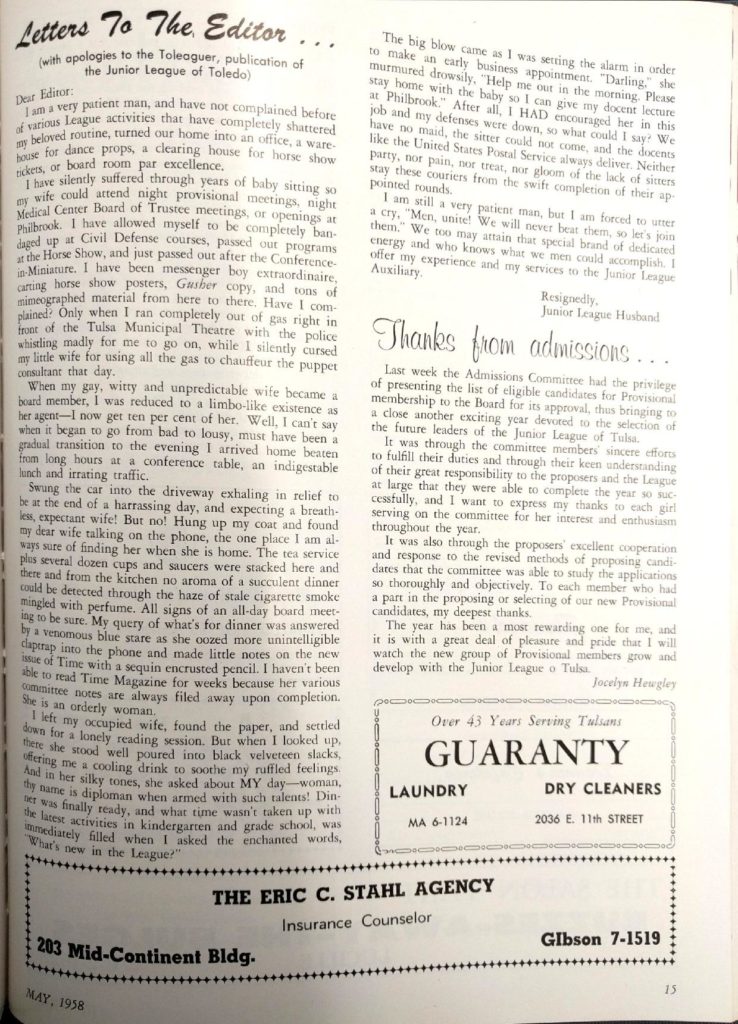 Letters To The Editor ...
(with apologies to the Toleaguer, publication of
the Junior League of Toledo)
Dear Editor:
I am a very patient man, and have not complained before
of various League activities that have completely shattered
my beloved routine, turned our home into an office, a ware-
house for dance props, a clearing house for horse show
tickets, or board room par excellence.
I have silently suffered through years of baby sitting so
my wife could attend night provisional meetings, night
Medical Center Board of Trustee meetings, or openings at
Philbrook. I have allowed myself to be completely ban-
daged up at Civil Defense courses, passed out programs
at the Horse Show, and just passed out after the Conference-
in-Miniature. I have been messenger boy extraordinaire,
carting horse show posters, Gusher copy, and tons of
mimeographed material from here to there. Have I com-
plained? Only when I ran completely out of gas right in
front of the Tulsa Municipal Theatre with the police
whistling madly for me to go on, while I silently cursed
my little wife for using all the gas to chauffeur the puppet
consultant that day.
When my gay, witty and unpredictable wife became a
board member, I was reduced to a limbo-like existence as
her agent—I now get ten per cent of her. Well, I can't say
when it began to go from bad to lousy, must have been a
gradual transition to the evening I arrived home beaten
from long hours at a conference table, an indigestable
lunch and irrating traffic.
Swung the car into the driveway exhaling in relief to
be at the end of a harrassing day, and expecting a breath-
less, expectant wife! But no! Hung up my coat and found
my dear wife talking on the phone, the one place I am al-
ways sure of finding her when she is home. The tea service
plus several dozen cups and saucers were stacked here and
there and from the kitchen no aroma of a succulent dinner
could be detected through the haze of stale cigarette smoke
mingled with perfume. All signs of an all-day board meet-
ing to be sure. My query of what's for dinner was answered
by a venomous blue stare as she oozed more unintelligible
claptrap into the phone and made little notes on the new
issue of Time with a sequin encrusted pencil. I haven't been
able to read Time Magazine for weeks because her various
committee notes are always filed away upon completion.
She is an orderly woman.
I left my occupied wife, found the paper, and settled
down for a lonely reading session. But when I looked up,
there she stood well poured into black velveteen slacks,
offering me a cooling drink to soothe my ruffled feelings.
And in her silky tones, she asked about MY day—woman,
thy name is diploman when armed with such talents! Din-
ner was finally ready, and what time wasn't taken up with
the latest activities in kindergarten and grade school, was
immediately filled when I asked the enchanted words,
"What's new in the League?"
The big blow came as I was setting the alarm in order
to make an early business appointment. "Darling," she
murmured drowsily, "Help me out in the morning. Please
stay home with the baby so I can give my docent lecture
at Philbrook." After all, I HAD encouraged her in this
job and my defenses were down, so what could I say? We
have no maid, the sitter could not come, and the docents
like the United States Postal Service always deliver. Neither
party, nor pain, nor treat, nor gloom of the lack of sitters
stay these couriers from the swift completion of their ap-
pointed rounds.
I am still a very patient man, but I am forced to utter
a cry, "Men, unite! We will never beat them, so let's join
them." We too may attain that special brand of dedicated
energy and who knows what we men could accomplish. I
offer my experience and my services to the Junior League
Auxiliary.
Resignedly,
Junior League Husband
Thanks from admissions ...
Last week the Admissions Committee had the privilege
of presenting the list of eligible candidates for Provisional
membership to the Board for its approval, thus bringing to
a close another exciting year devoted to the selection of
the future leaders of the Junior League of Tulsa.
It was through the committee members' sincere efforts
to fulfill their duties and through their keen understanding
of their great responsibility to the proposers and the League
at large that they were able to complete the year so suc-
cessfully, and I want to express my thanks to each girl
serving on the committee for her interest and enthusiasm
throughout the year.
It was also through the proposers' excellent cooperation
and response to the revised methods of proposing candi-
dates that the committee was able to study the applications
so thoroughly and objectively. To each member who had
a part in the proposing or selecting of our new Provisional
candidates, my deepest thanks.
The year has been a most rewarding one for me, and
it is with a great deal of pleasure and pride that I will
watch the new group of Provisional members grow and
develop with the Junior League o Tulsa.
Jocelyn Hewgley
Over 43 Years Serving Tulsans
GUARANTY
LAUNDRY DRY CLEANERS
MA 6-1124 2036 E. 11th STREET
THE ERIC C. STAHL AGENCY
Insurance Counselor
203 Mid-Continent Bldg. GIbson 7-1519
MAY, 1958
15